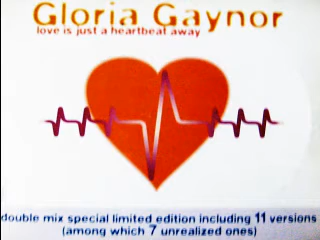 Gloria Gaynor
love is just a heartbeat away
double mix special limited edition including 11 versions
(among which 7 unrealized ones)